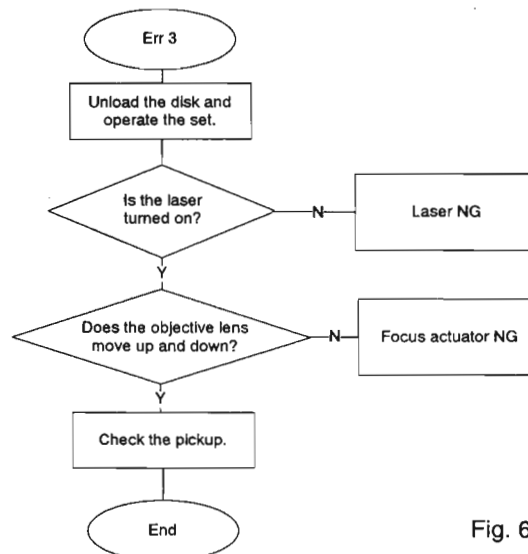 Err 3
Unload the disk and
operate the set.
Is the laser
turned on?
N
Laser NG
Y
Does the objective lens
move up and down?
N
Focus actuator NG
Y
Check the pickup.
End
Fig. 6